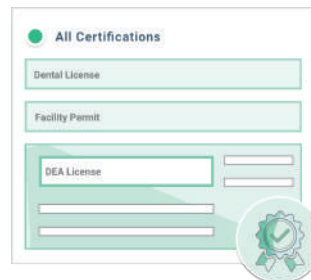 All Certifications
Dental License
Facility Permit
DEA License